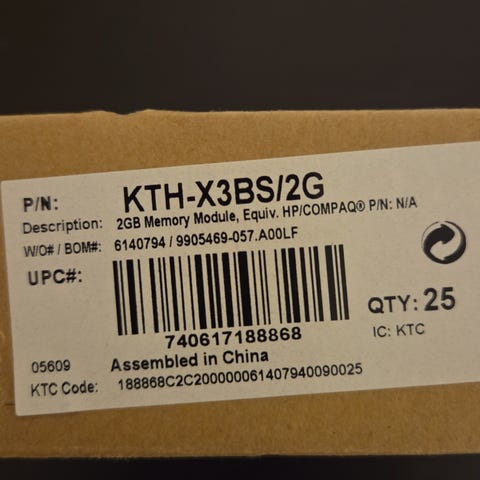 P/N: KTH-X3BS/2G
Description: 2GB Memory Module, Equiv. HP/COMPAQ® P/N: N/A
W/O# / BOM#: 6140794 / 9905469-057.A00LF
UPC#:
740617188868
QTY: 25
IC: KTC
05609 Assembled in China
KTC Code: 188868C2C200000061407940090025